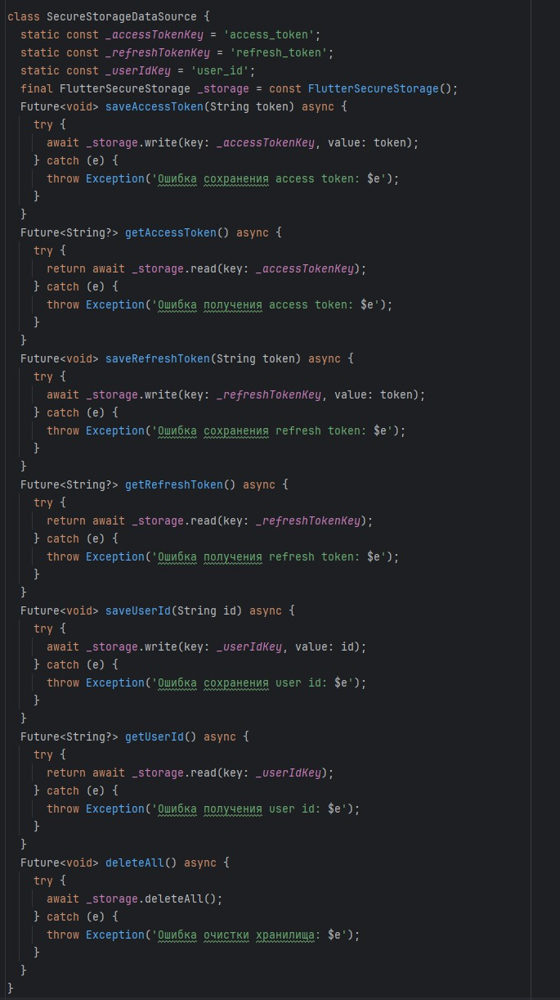 class SecureStorageDataSource {
static const _accessTokenKey = 'access_token';
static const _refreshTokenKey = 'refresh_token';
static const _userIdKey = 'user_id';
final FlutterSecureStorage _storage = const FlutterSecureStorage();
Future<void> saveAccessToken(String token) async {
try {
await _storage.write(key: _accessTokenKey, value: token);
} catch (e) {
throw Exception('Ошибка сохранения access token: $e');
}
}
Future<String?> getAccessToken() async {
try {
return await _storage.read(key: _accessTokenKey);
} catch (e) {
throw Exception('Ошибка получения access token: $e');
}
}
Future<void> saveRefreshToken(String token) async {
try {
await _storage.write(key: _refreshTokenKey, value: token);
} catch (e) {
throw Exception('Ошибка сохранения refresh token: $e');
}
}
Future<String?> getRefreshToken() async {
try {
return await _storage.read(key: _refreshTokenKey);
} catch (e) {
throw Exception('Ошибка получения refresh token: $e');
}
}
Future<void> saveUserId(String id) async {
try {
await _storage.write(key: _userIdKey, value: id);
} catch (e) {
throw Exception('Ошибка сохранения user id: $e');
}
}
Future<String?> getUserId() async {
try {
return await _storage.read(key: _userIdKey);
} catch (e) {
throw Exception('Ошибка получения user id: $e');
}
}
Future<void> deleteAll() async {
try {
await _storage.deleteAll();
} catch (e) {
throw Exception('Ошибка очистки хранилища: $e');
}
}
}